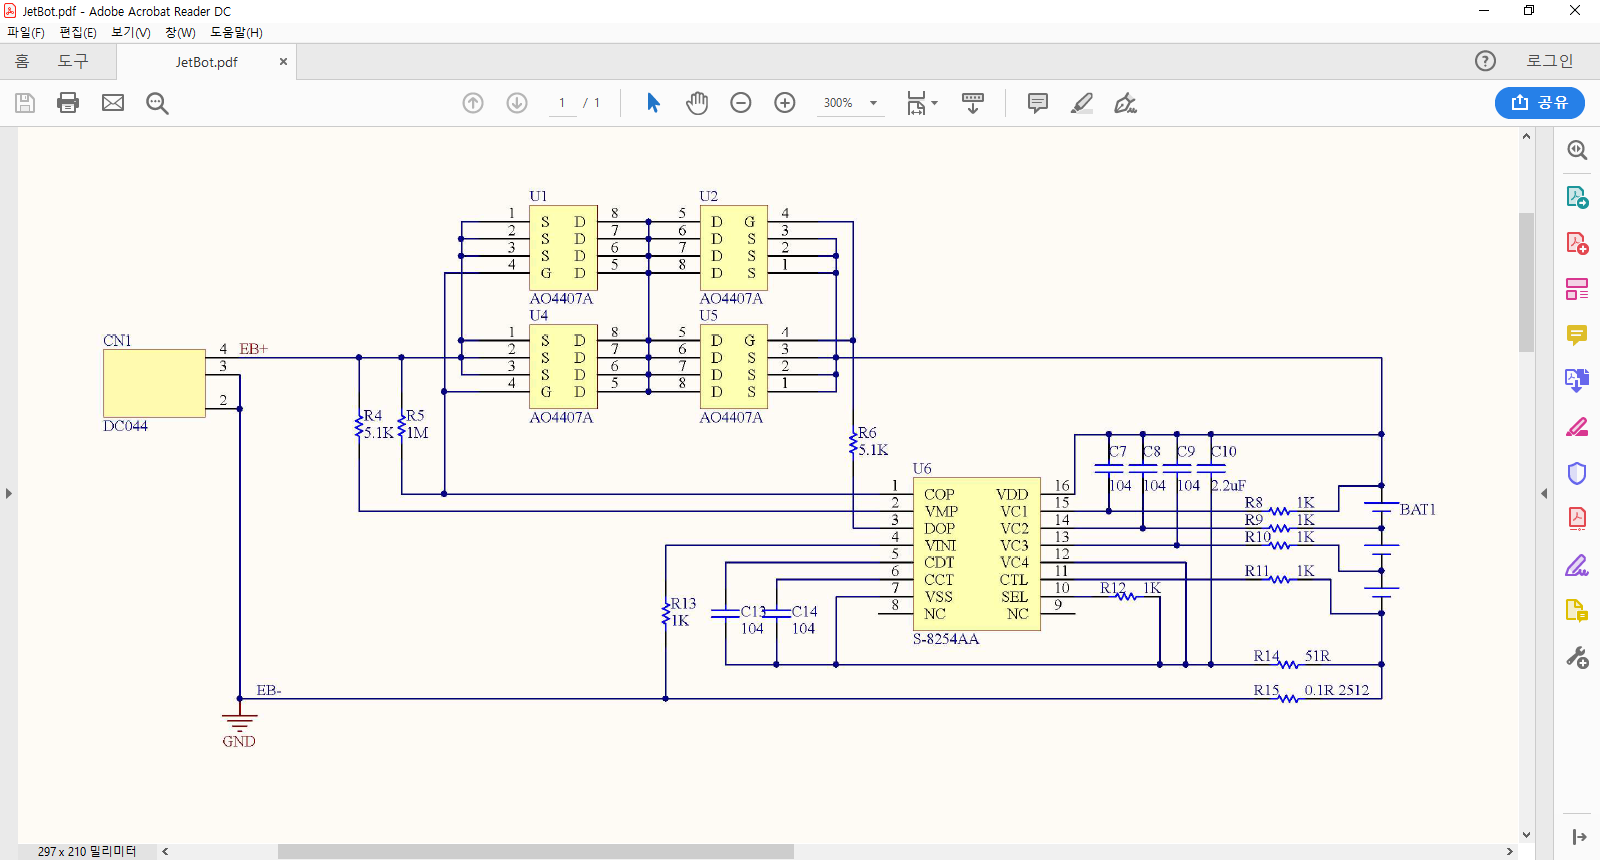 JetBot.pdf - Adobe Acrobat Reader DC
파일(F) 편집(E) 보기(V) 창(W) 도움말(H)
홈 도구 JetBot.pdf × ? 로그인
1 / 1 300% 공유
U1 U2
1 S D 8 5 D G 4
2 S D 7 6 D S 3
3 S D 6 7 D S 2
4 G D 5 8 D S 1
AO4407A AO4407A
U4 U5
1 S D 8 5 D G 4
2 S D 7 6 D S 3
3 S D 6 7 D S 2
4 G D 5 8 D S 1
AO4407A AO4407A
CN1
4 EB+
3
2
DC044
R4 5.1K
R5 1M
R6 5.1K
U6
1 COP VDD 16
2 VMP VC1 15
3 DOP VC2 14
4 VINI VC3 13
5 CDT VC4 12
6 CCT CTL 11
7 VSS SEL 10
8 NC NC 9
S-8254AA
C7 C8 C9 C10
104 104 104 2.2uF
R8 1K
R9 1K
R10 1K
BAT1
R11 1K
R12 1K
R13 1K
C13 C14
104 104
R14 51R
EB-
R15 0.1R 2512
GND
297 x 210 밀리미터